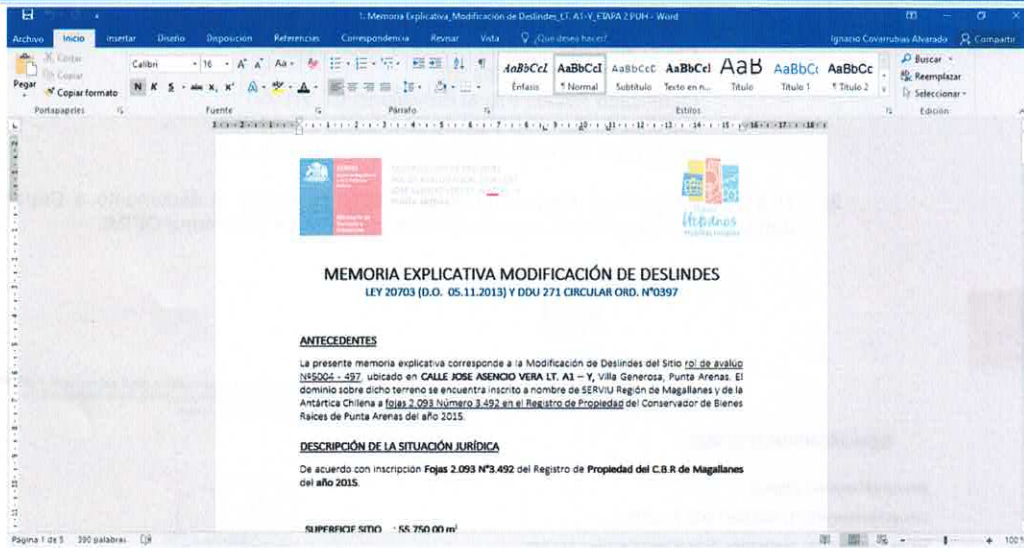 1. Memoria Explicativa_Modificación de Deslindes_LT. A1-Y_ETAPA 2 PUH - Word
Archivo Inicio Insertar Diseño Disposición Referencias Correspondencia Revisar Vista ¿Qué desea hacer? Ignacio Covarrubias Alvarado Compartir
Pegar
Cortar
Copiar
Copiar formato
Portapapeles
Calibri 16
N K S abc
Fuente
Párrafo
AaBbCcI AaBbCcI AaBbCcC AaBbCcI AaB AaBbCc AaBbCc
Énfasis ¶ Normal Subtítulo Texto en n... Título Título 1 ¶ Título 2
Estilos
Buscar
Reemplazar
Seleccionar
Edición
Urbanos
MEMORIA EXPLICATIVA MODIFICACIÓN DE DESLINDES
LEY 20703 (D.O. 05.11.2013) Y DDU 271 CIRCULAR ORD. N°0397
ANTECEDENTES
La presente memoria explicativa corresponde a la Modificación de Deslindes del Sitio rol de avalúo
Nº5004 - 497, ubicado en CALLE JOSE ASENCIO VERA LT. A1 – Y, Villa Generosa, Punta Arenas. El
dominio sobre dicho terreno se encuentra inscrito a nombre de SERVIU Región de Magallanes y de la
Antártica Chilena a fojas 2.093 Número 3.492 en el Registro de Propiedad del Conservador de Bienes
Raíces de Punta Arenas del año 2015.
DESCRIPCIÓN DE LA SITUACIÓN JURÍDICA
De acuerdo con inscripción Fojas 2.093 N°3.492 del Registro de Propiedad del C.B.R de Magallanes
del año 2015.
SUPERFICIE SITIO : 55.750,00 m²
Página 1 de 5 390 palabras 100%